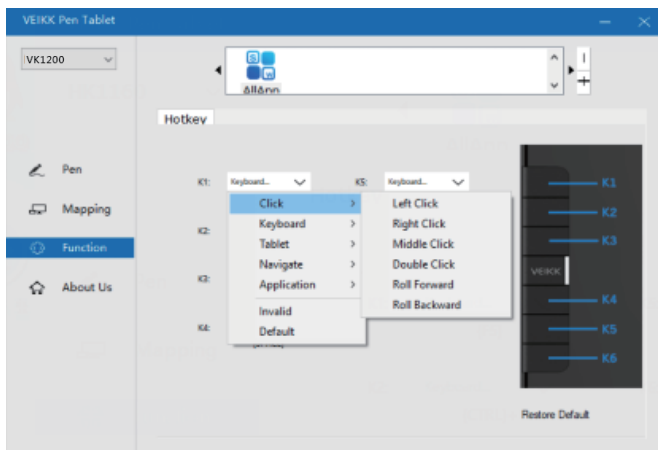 VEIKK Pen Tablet
VK1200
AllApp
Hotkey
Pen
Mapping
Function
About Us
K1: Keyboard... K5: Keyboard...
K2:
K3:
K4:
Click
Keyboard
Tablet
Navigate
Application
Invalid
Default
Left Click
Right Click
Middle Click
Double Click
Roll Forward
Roll Backward
K1
K2
K3
VEIKK
K4
K5
K6
Restore Default